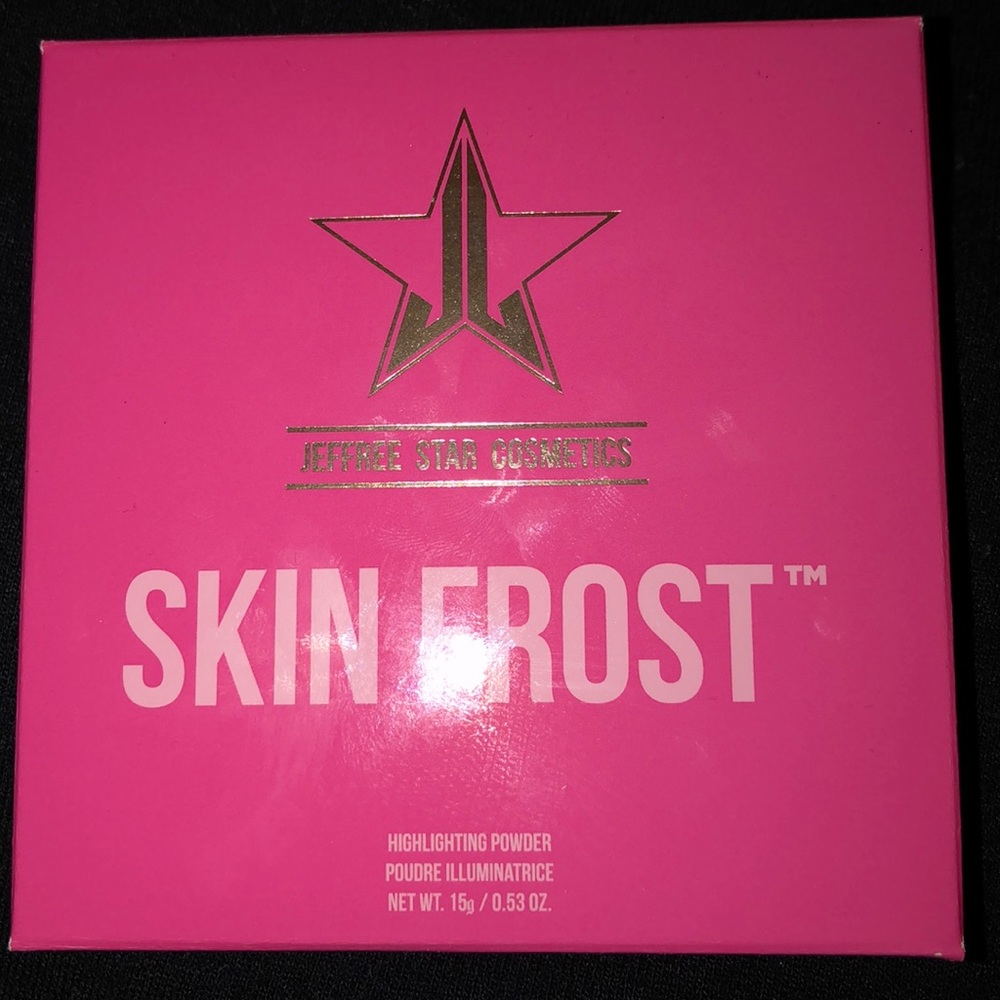 JEFFREE STAR COSMETICS
SKIN FROST™
HIGHLIGHTING POWDER
POUDRE ILLUMINATRICE
NET WT. 15g / 0.53 OZ.